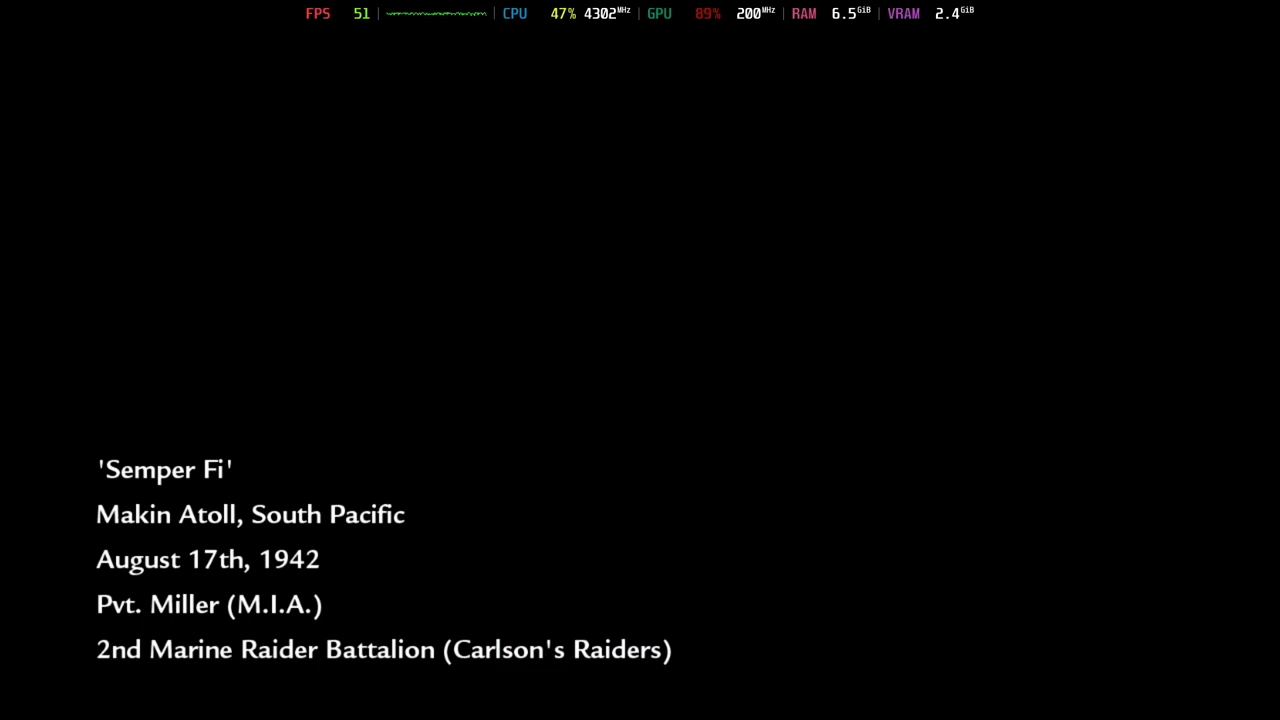 FPS 51 | CPU 47% 4302MHz | GPU 89% 200MHz | RAM 6.5GiB | VRAM 2.4GiB
'Semper Fi'
Makin Atoll, South Pacific
August 17th, 1942
Pvt. Miller (M.I.A.)
2nd Marine Raider Battalion (Carlson's Raiders)